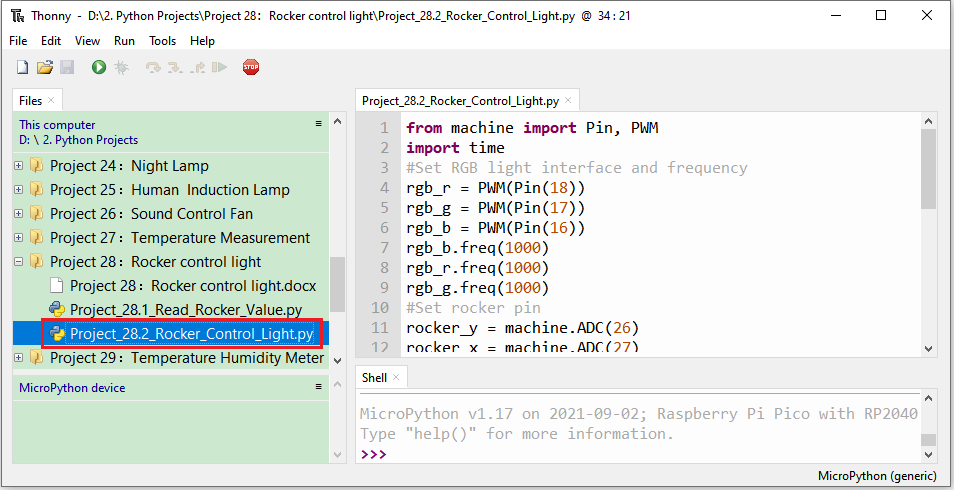 Thonny - D:\2. Python Projects\Project 28：Rocker control light\Project_28.2_Rocker_Control_Light.py @ 34 : 21
File Edit View Run Tools Help
STOP
Files ×
This computer
D: \ 2. Python Projects
Project 24：Night Lamp
Project 25：Human  Induction Lamp
Project 26：Sound Control Fan
Project 27：Temperature Measurement
Project 28：Rocker control light
Project 28：Rocker control light.docx
Project_28.1_Read_Rocker_Value.py
Project_28.2_Rocker_Control_Light.py
Project 29：Temperature Humidity Meter
MicroPython device
Project_28.2_Rocker_Control_Light.py ×
1 from machine import Pin, PWM
2 import time
3 #Set RGB light interface and frequency
4 rgb_r = PWM(Pin(18))
5 rgb_g = PWM(Pin(17))
6 rgb_b = PWM(Pin(16))
7 rgb_b.freq(1000)
8 rgb_r.freq(1000)
9 rgb_g.freq(1000)
10 #Set rocker pin
11 rocker_y = machine.ADC(26)
12 rocker_x = machine.ADC(27)
Shell ×
MicroPython v1.17 on 2021-09-02; Raspberry Pi Pico with RP2040
Type "help()" for more information.
>>>
MicroPython (generic)